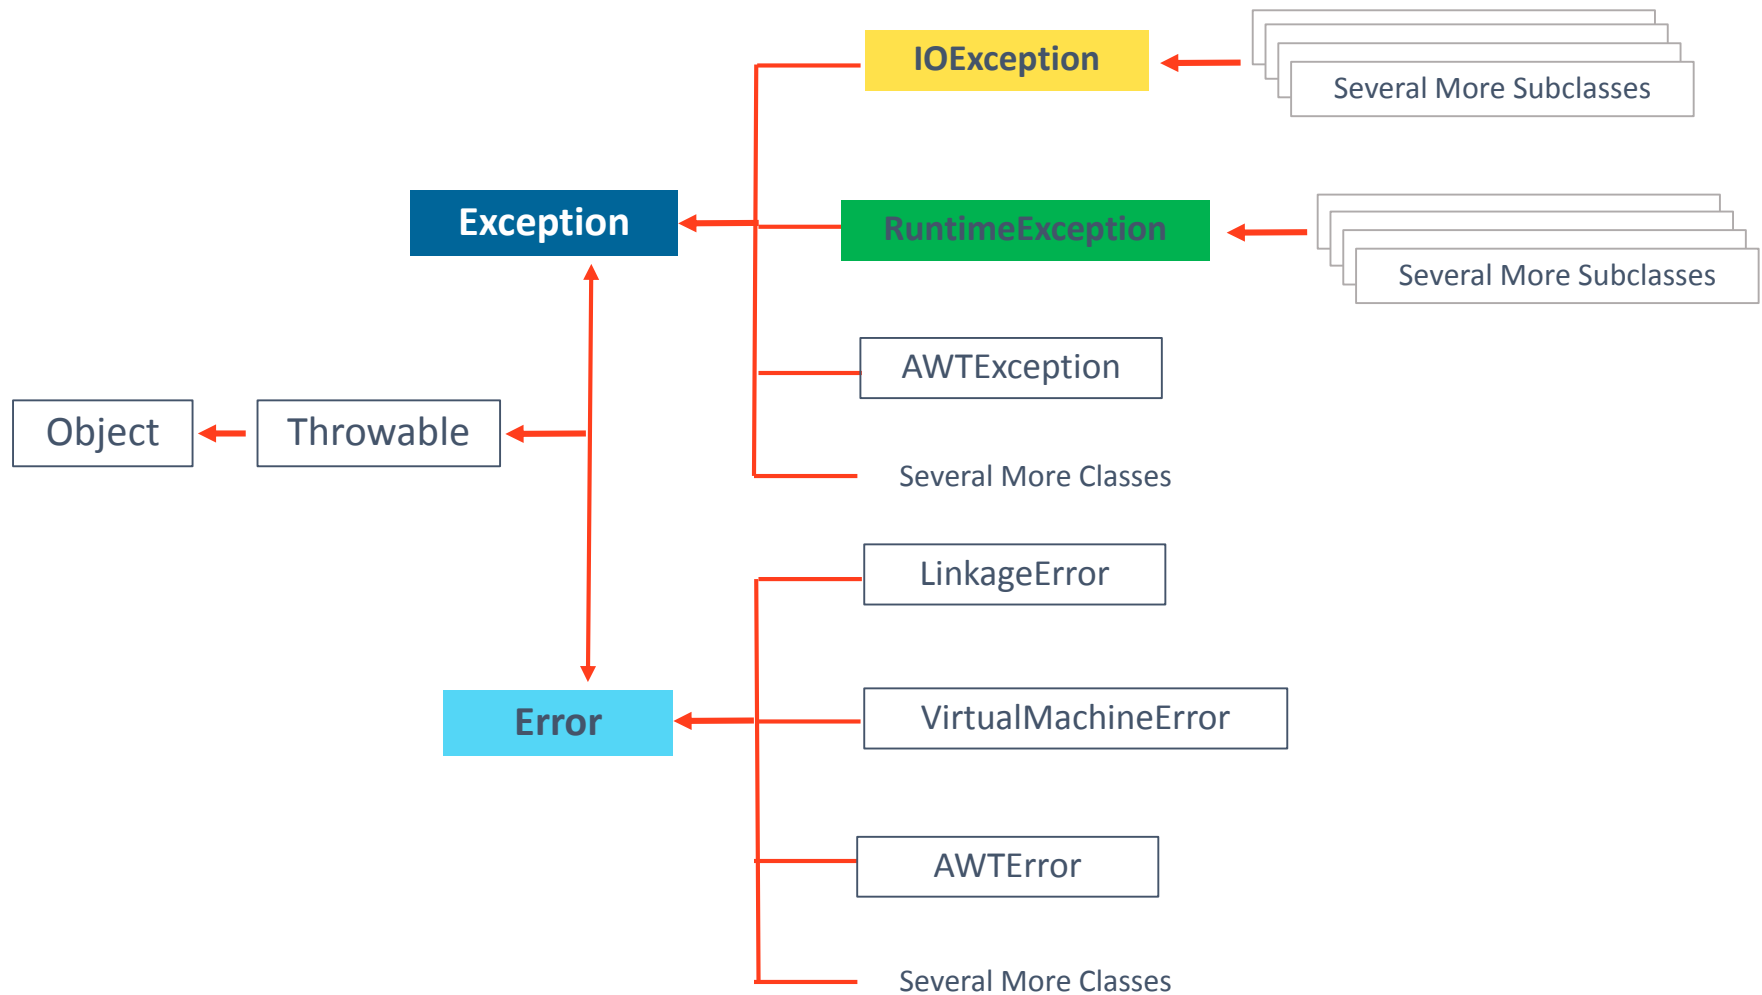 IOException
Several More Subclasses
Exception
RuntimeException
Several More Subclasses
AWTException
Object
Throwable
Several More Classes
LinkageError
Error
VirtualMachineError
AWTError
Several More Classes